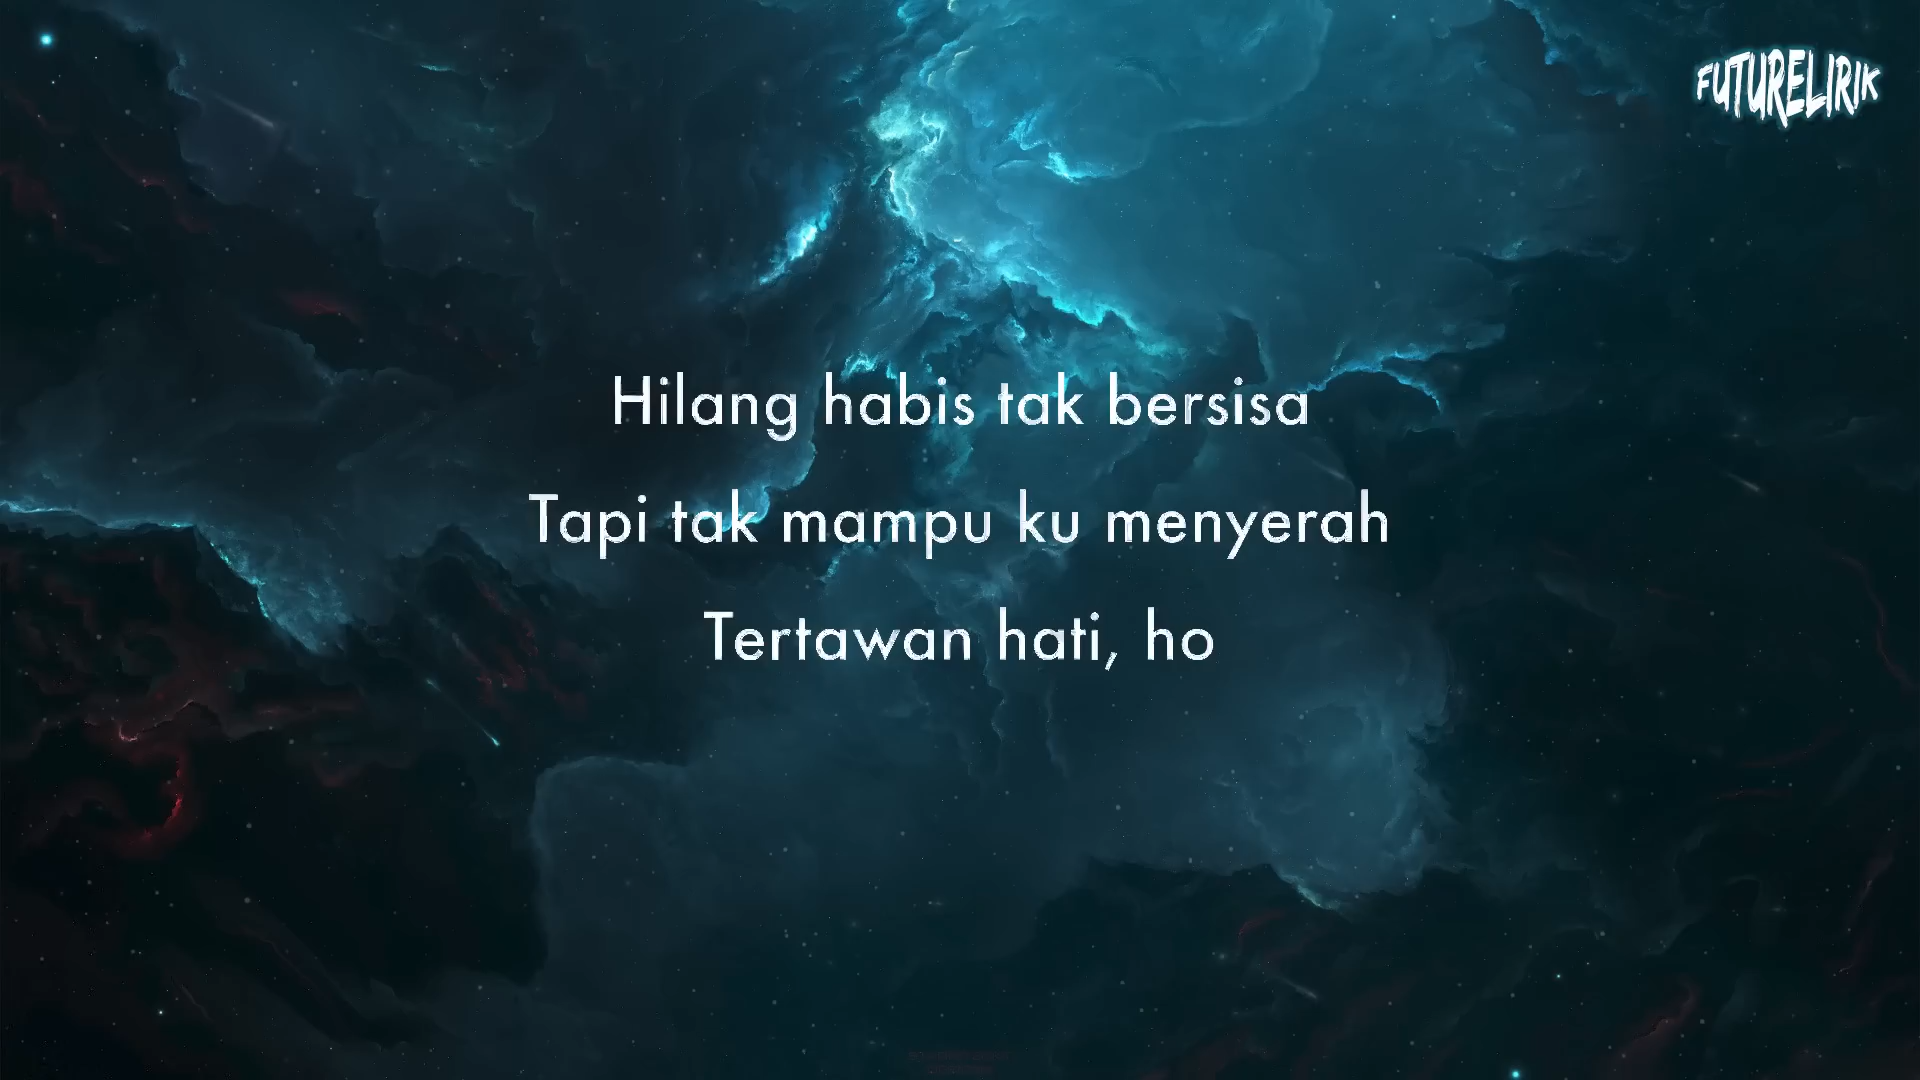 FUTURELIRIK
Hilang habis tak bersisa
Tapi tak mampu ku menyerah
Tertawan hati, ho